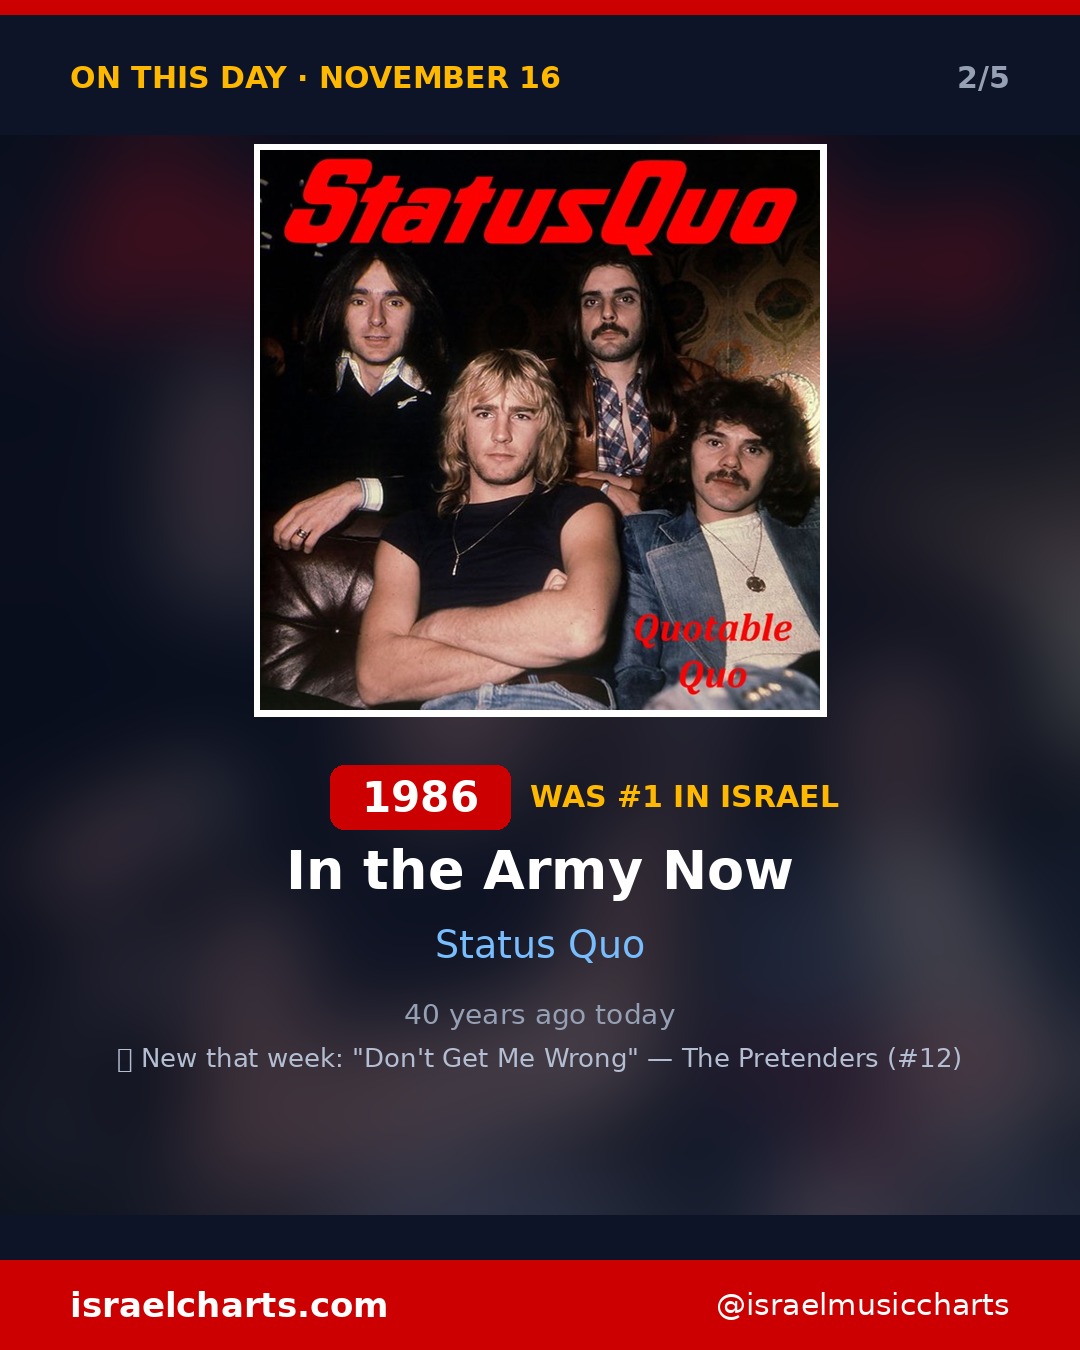 ON THIS DAY · NOVEMBER 16
2/5
StatusQuo
Quotable
Quo
1986
WAS #1 IN ISRAEL
In the Army Now
Status Quo
40 years ago today
New that week: "Don't Get Me Wrong" — The Pretenders (#12)
israelcharts.com
@israelmusiccharts